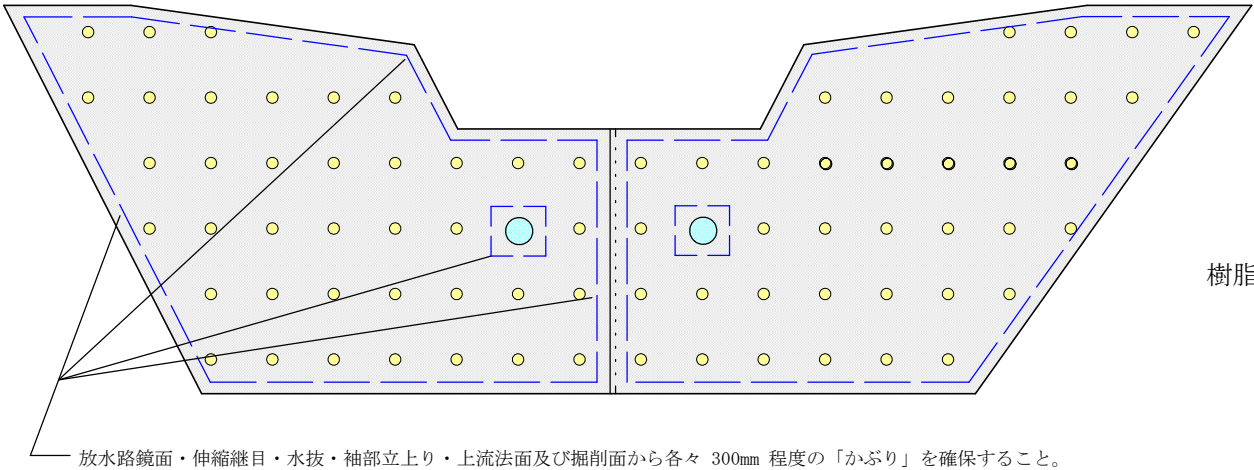 樹脂
放水路鏡面・伸縮継目・水抜・袖部立上り・上流法面及び掘削面から各々 300mm 程度の「かぶり」を確保すること。